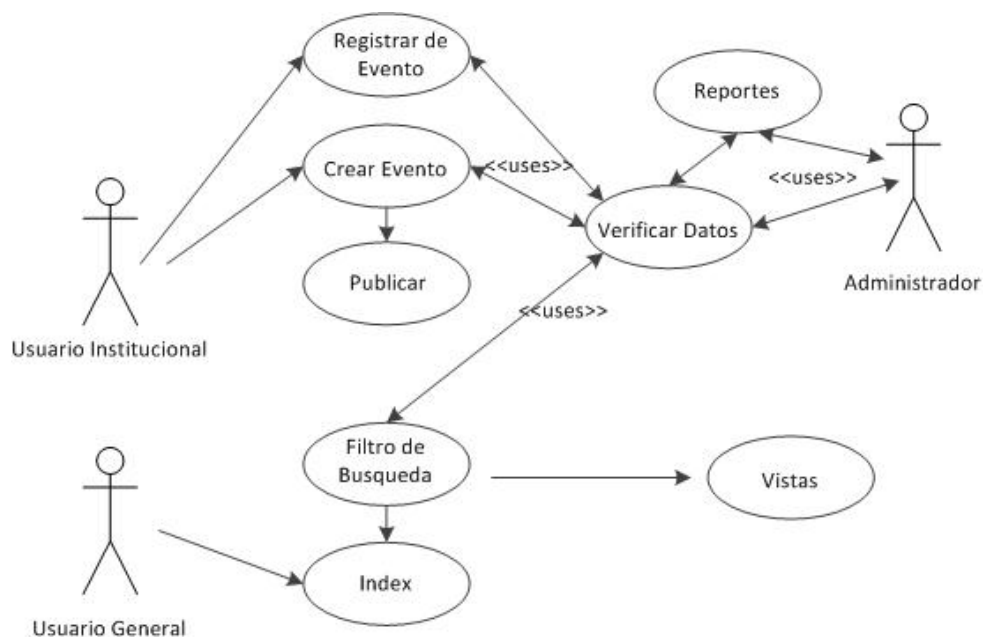 Registrar de
Evento
Reportes
Crear Evento
<<uses>>
<<uses>>
Verificar Datos
Publicar
Administrador
<<uses>>
Usuario Institucional
Filtro de
Busqueda
Vistas
Index
Usuario General